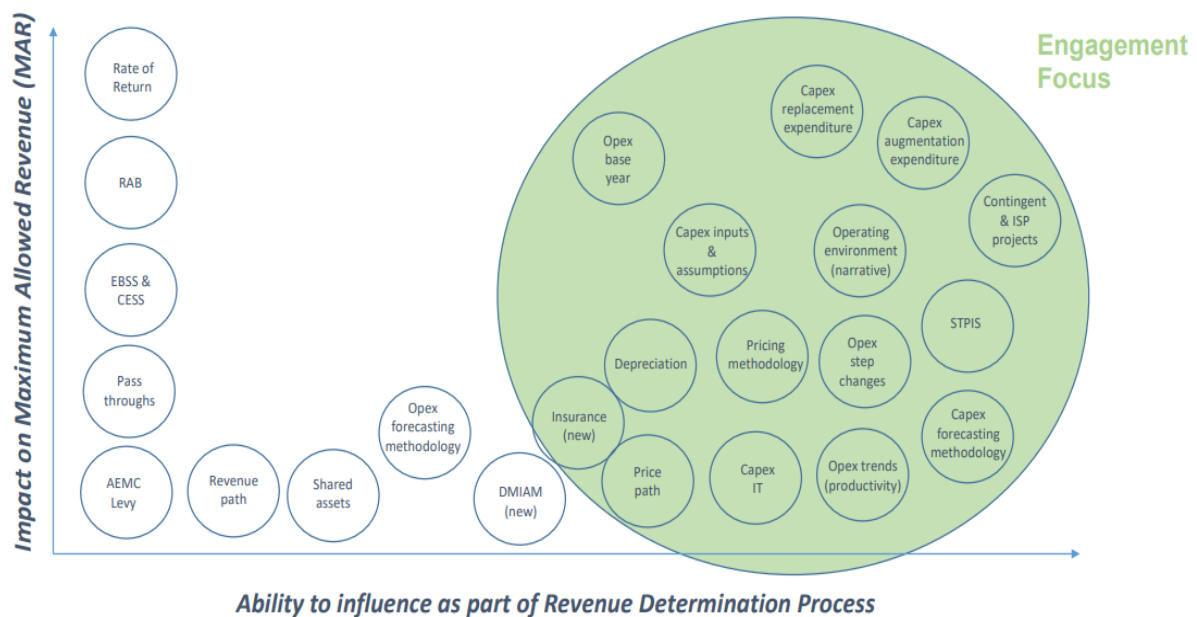 Impact on Maximum Allowed Revenue (MAR)
Engagement
Focus
Rate of
Return
RAB
EBSS &
CESS
Pass
throughs
AEMC
Levy
Revenue
path
Shared
assets
Opex
forecasting
methodology
DMIAM
(new)
Insurance
(new)
Opex
base
year
Capex
replacement
expenditure
Capex
augmentation
expenditure
Contingent
& ISP
projects
Capex inputs
&
assumptions
Operating
environment
(narrative)
STPIS
Depreciation
Pricing
methodology
Opex
step
changes
Capex
forecasting
methodology
Price
path
Capex
IT
Opex trends
(productivity)
Ability to influence as part of Revenue Determination Process